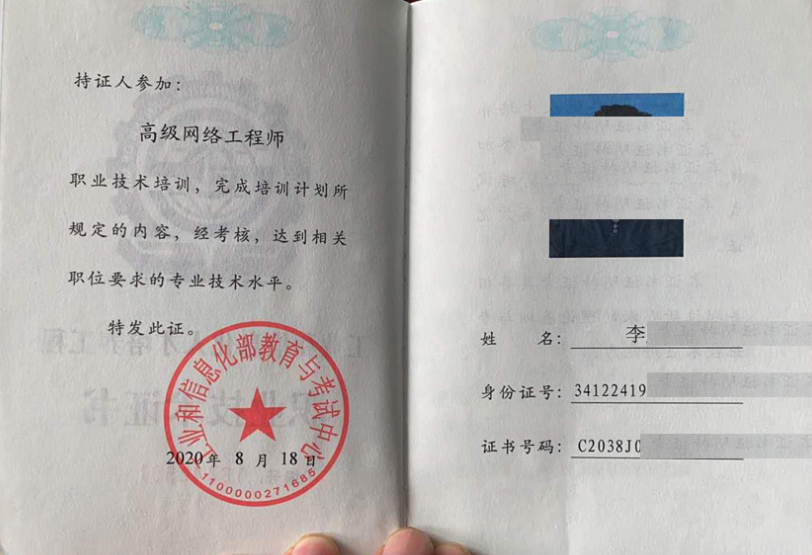 持证人参加：
高级网络工程师
职业技术培训，完成培训计划所
规定的内容，经考核，达到相关
职位要求的专业技术水平。
特发此证。
工业和信息化部教育与考试中心
2020年 8 月 18 日
1100000271685
姓 名： 李
身份证号： 34122419
证书号码： C2038J0